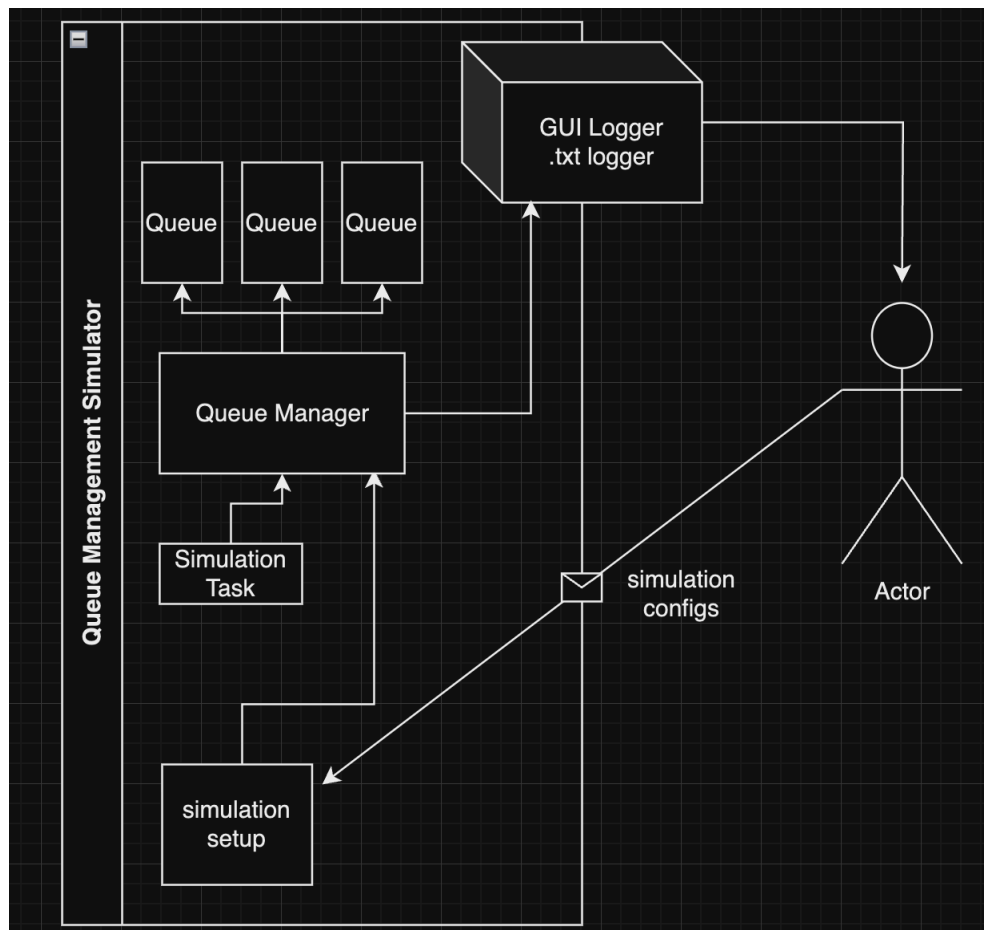 Queue Management Simulator
GUI Logger
.txt logger
Queue
Queue
Queue
Queue Manager
Simulation
Task
simulation
configs
Actor
simulation
setup